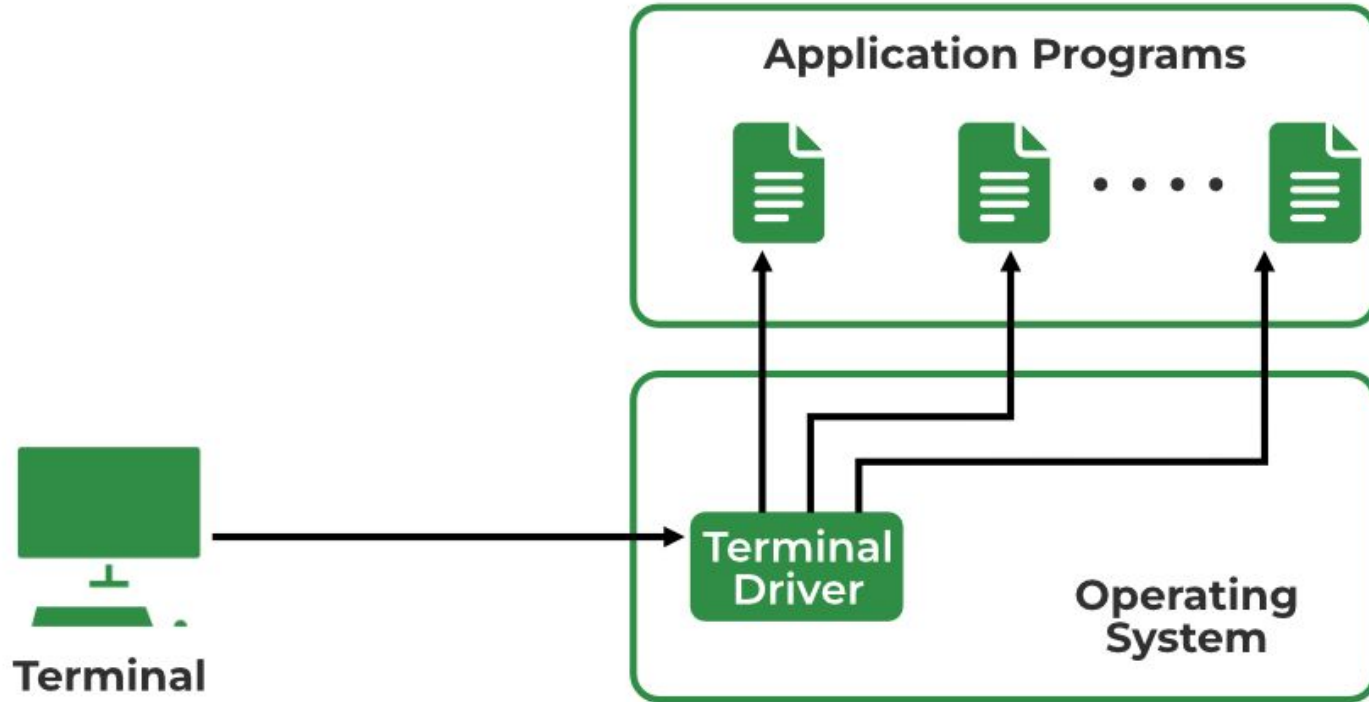 Application Programs
Terminal
Driver
Operating
System
Terminal